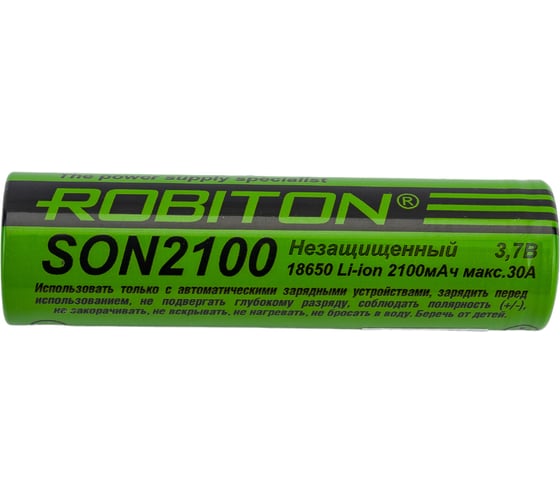 The power supply specialist
ROBITON®
SON2100 Незащищенный 3,7В
18650 Li-ion 2100мАч макс.30А
Использовать только с автоматическими зарядными устройствами, зарядить перед
использованием, не подвергать глубокому разряду, соблюдать полярность (+/-),
не закорачивать, не вскрывать, не нагревать, не бросать в воду. Беречь от детей.